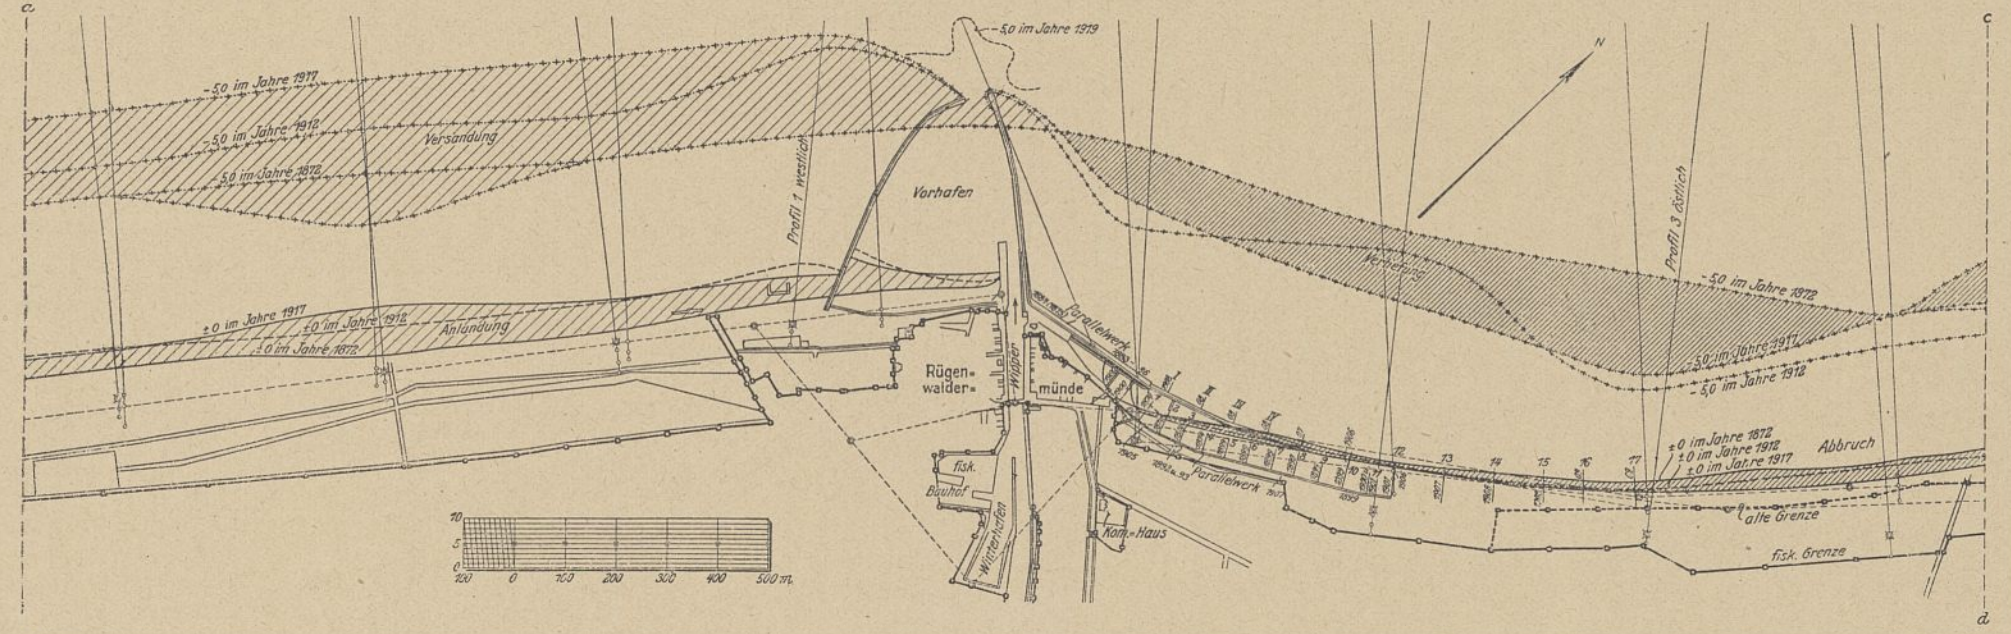 a
c
-5,0 im Jahre 1919
N
-5,0 im Jahre 1917
-5,0 im Jahre 1912
Versandung
-5,0 im Jahre 1872
Profil 1 westlich
Vorhafen
Profil 3 östlich
Vertiefung
-5,0 im Jahre 1872
±0 im Jahre 1917
±0 im Jahre 1912
Anlandung
±0 im Jahre 1872
Parallelwerk
-5,0 im Jahre 1917
-5,0 im Jahre 1912
Rügen=
walder=
Wipper
münde
±0 im Jahre 1872
±0 im Jahre 1912
±0 im Jahre 1917
Abbruch
12
13
14
15
16
17
1905
Parallelwerk
1907
fisk.
Bauhof
Winterhafen
Kom.=Haus
alte Grenze
fisk. Grenze
10
5
0
100 0 100 200 300 400 500 m.
d